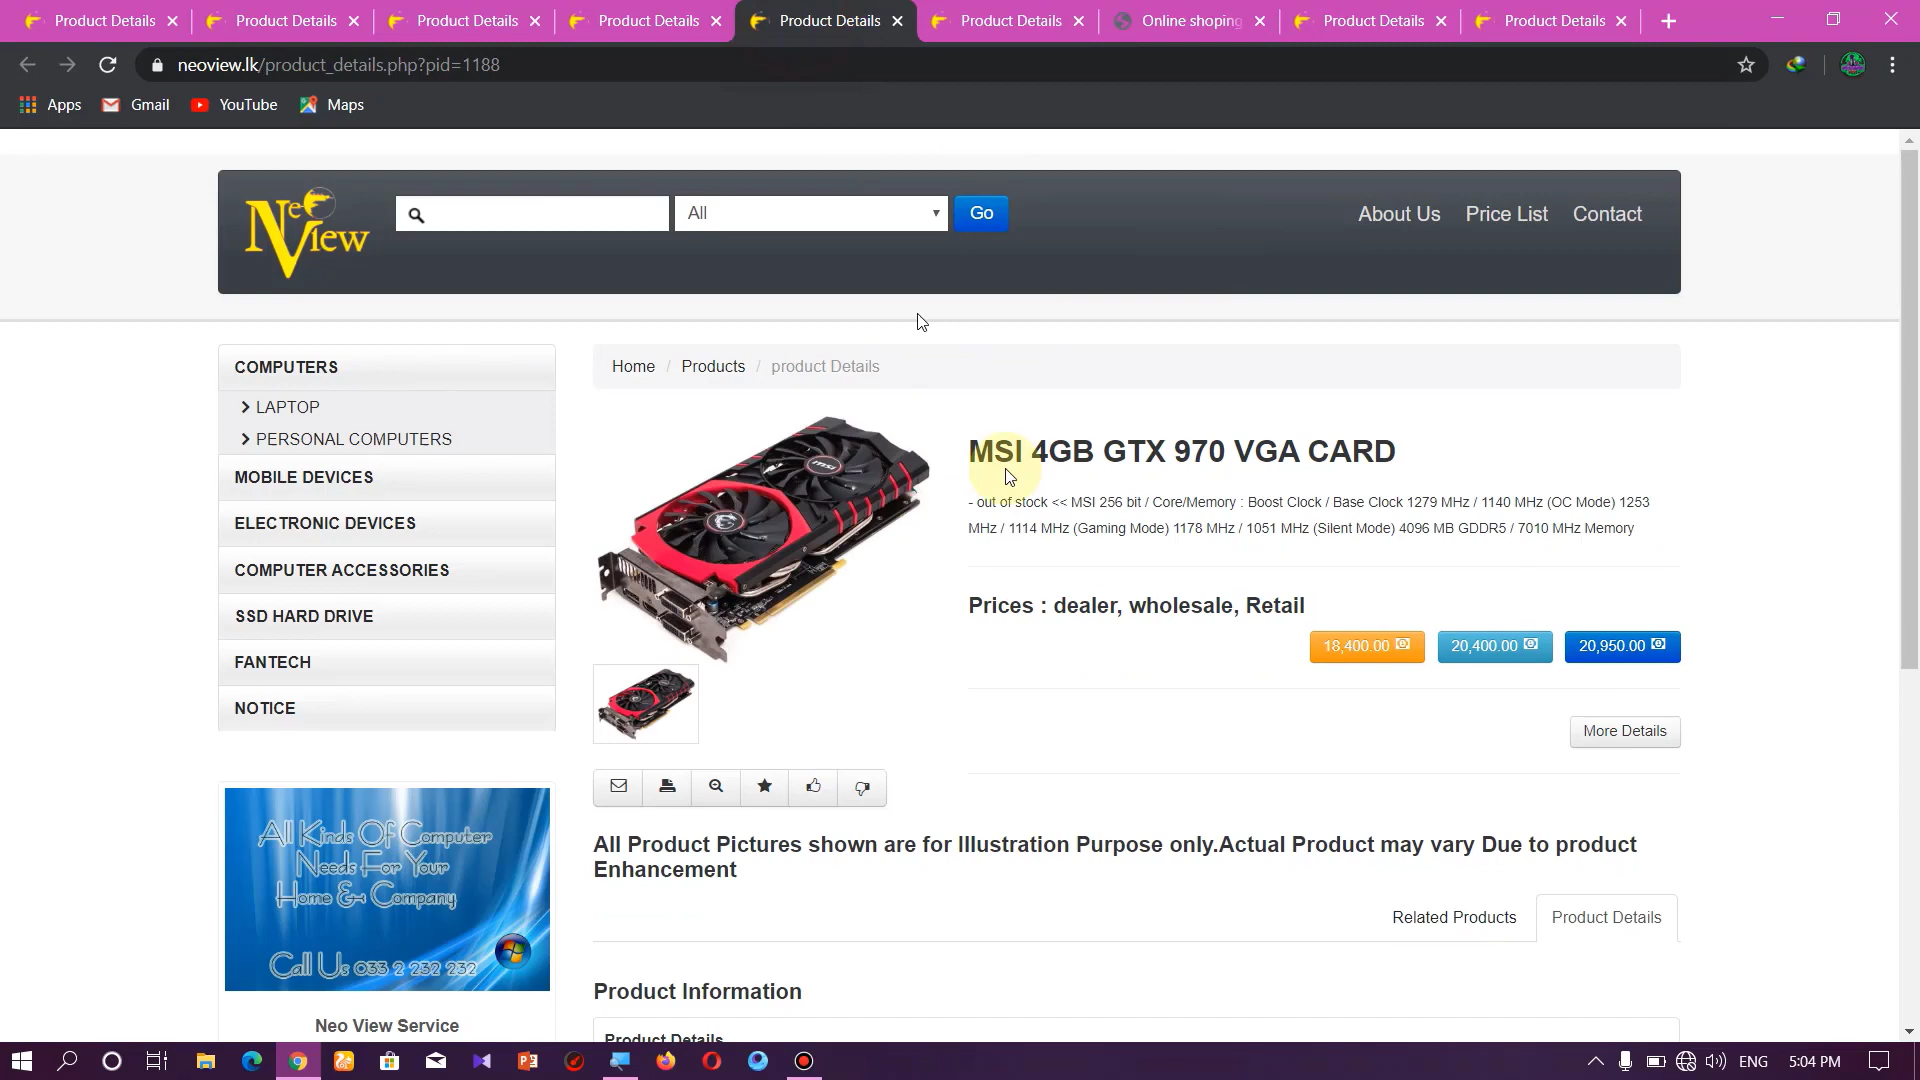 Product Details
Product Details
Product Details
Product Details
Product Details
Product Details
Online shoping
Product Details
Product Details
neoview.lk/product_details.php?pid=1188
Apps
Gmail
YouTube
Maps
NeoView
All
Go
About Us
Price List
Contact
COMPUTERS
LAPTOP
PERSONAL COMPUTERS
MOBILE DEVICES
ELECTRONIC DEVICES
COMPUTER ACCESSORIES
SSD HARD DRIVE
FANTECH
NOTICE
All Kinds Of Computer
Needs For Your
Home & Company
Call Us 033 2 232 232
Neo View Service
Home / Products / product Details
MSI 4GB GTX 970 VGA CARD
- out of stock << MSI 256 bit / Core/Memory : Boost Clock / Base Clock 1279 MHz / 1140 MHz (OC Mode) 1253
MHz / 1114 MHz (Gaming Mode) 1178 MHz / 1051 MHz (Silent Mode) 4096 MB GDDR5 / 7010 MHz Memory
Prices : dealer, wholesale, Retail
18,400.00
20,400.00
20,950.00
More Details
All Product Pictures shown are for Illustration Purpose only.Actual Product may vary Due to product
Enhancement
Related Products
Product Details
Product Information
Product Details
ENG
5:04 PM